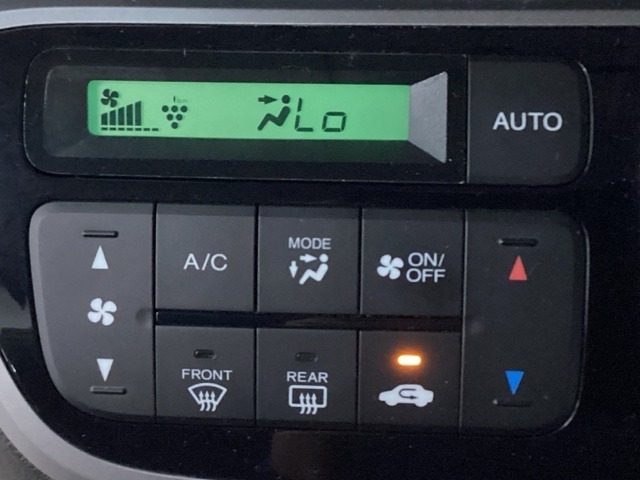 Lo
AUTO
A/C
MODE
ON/
OFF
FRONT
REAR